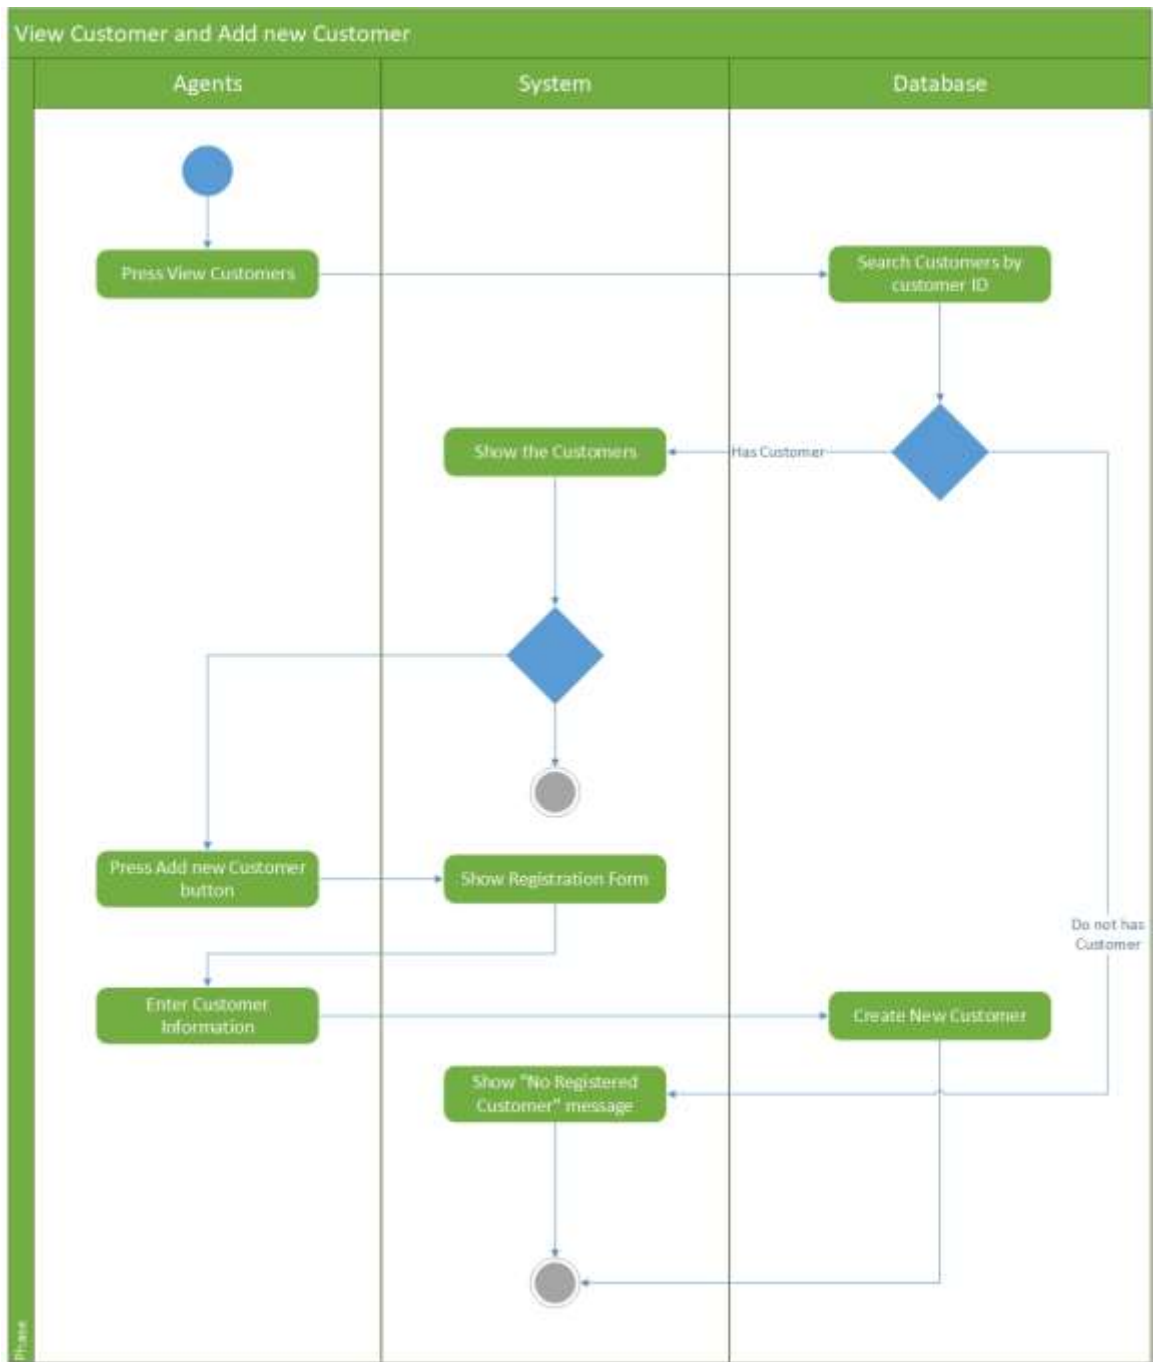 View Customer and Add new Customer
Agents
System
Database
Press View Customers
Search Customers by
customer ID
Show the Customers
Has Customer
Press Add new Customer
button
Show Registration Form
Do not has
Customer
Enter Customer
Information
Create New Customer
Show "No Registered
Customer" message
Phase